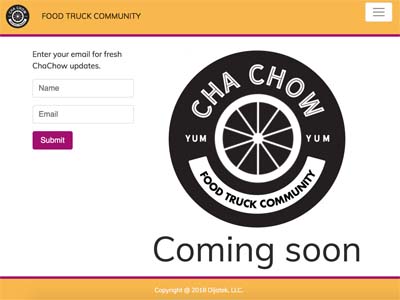 CHA CHOW
FOOD TRUCK COMMUNITY
Enter your email for fresh
ChaChow updates.
Name
Email
Submit
CHA CHOW
YUM YUM
FOOD TRUCK COMMUNITY
Coming soon
Copyright @ 2018 Djjatek, LLC.